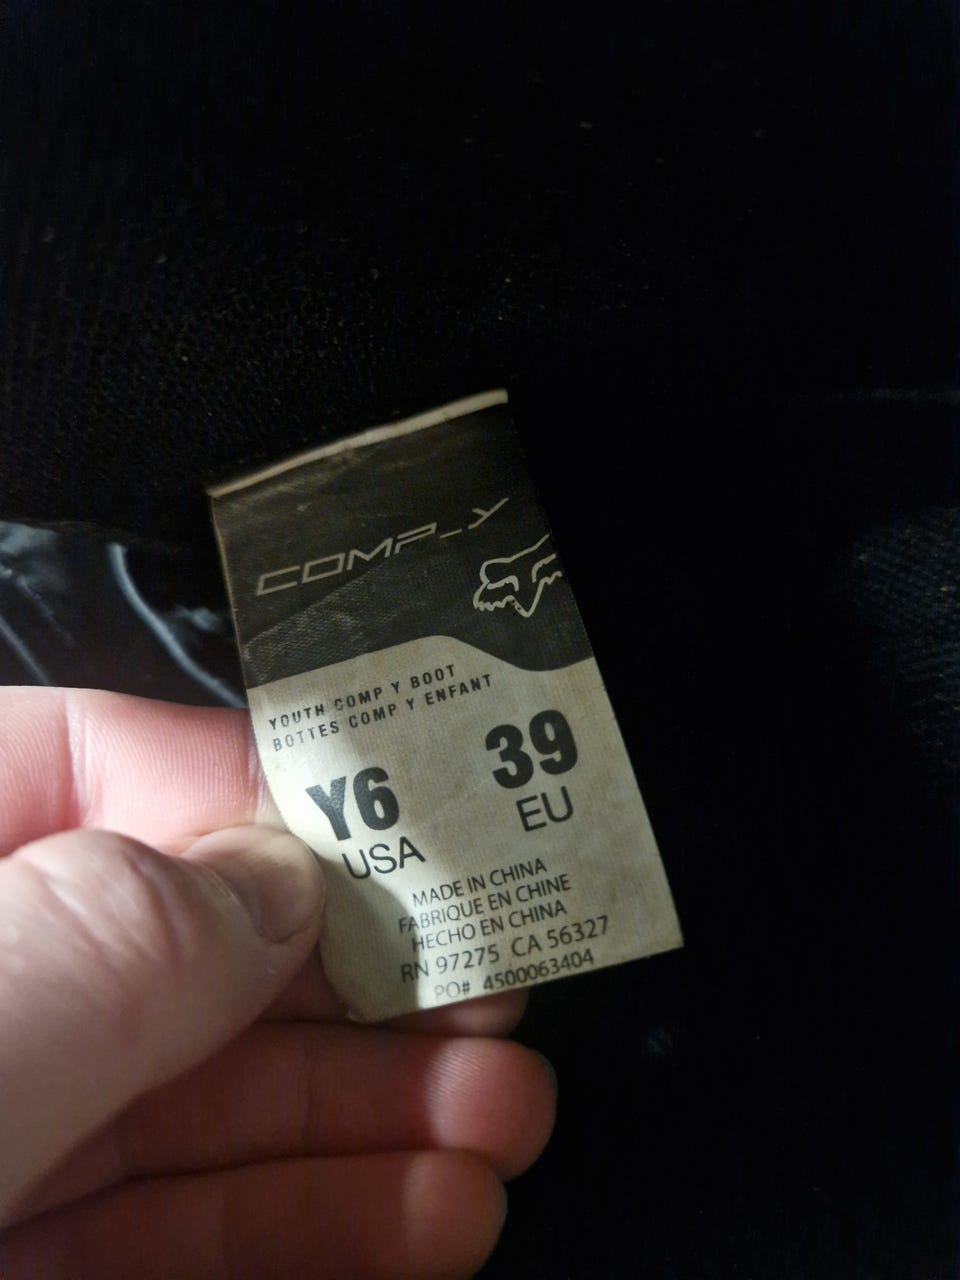 COMP_Y
YOUTH COMP Y BOOT
BOTTES COMP Y ENFANT
Y6 39
USA EU
MADE IN CHINA
FABRIQUE EN CHINE
HECHO EN CHINA
RN 97275 CA 56327
PO# 4500063404